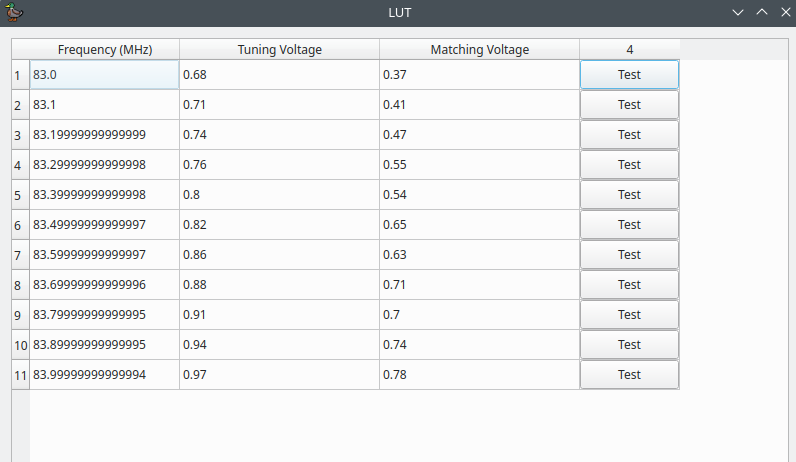 LUT
Frequency (MHz) Tuning Voltage Matching Voltage 4
1 83.0 0.68 0.37 Test
2 83.1 0.71 0.41 Test
3 83.19999999999999 0.74 0.47 Test
4 83.29999999999998 0.76 0.55 Test
5 83.39999999999998 0.8 0.54 Test
6 83.49999999999997 0.82 0.65 Test
7 83.59999999999997 0.86 0.63 Test
8 83.69999999999996 0.88 0.71 Test
9 83.79999999999995 0.91 0.7 Test
10 83.89999999999995 0.94 0.74 Test
11 83.99999999999994 0.97 0.78 Test